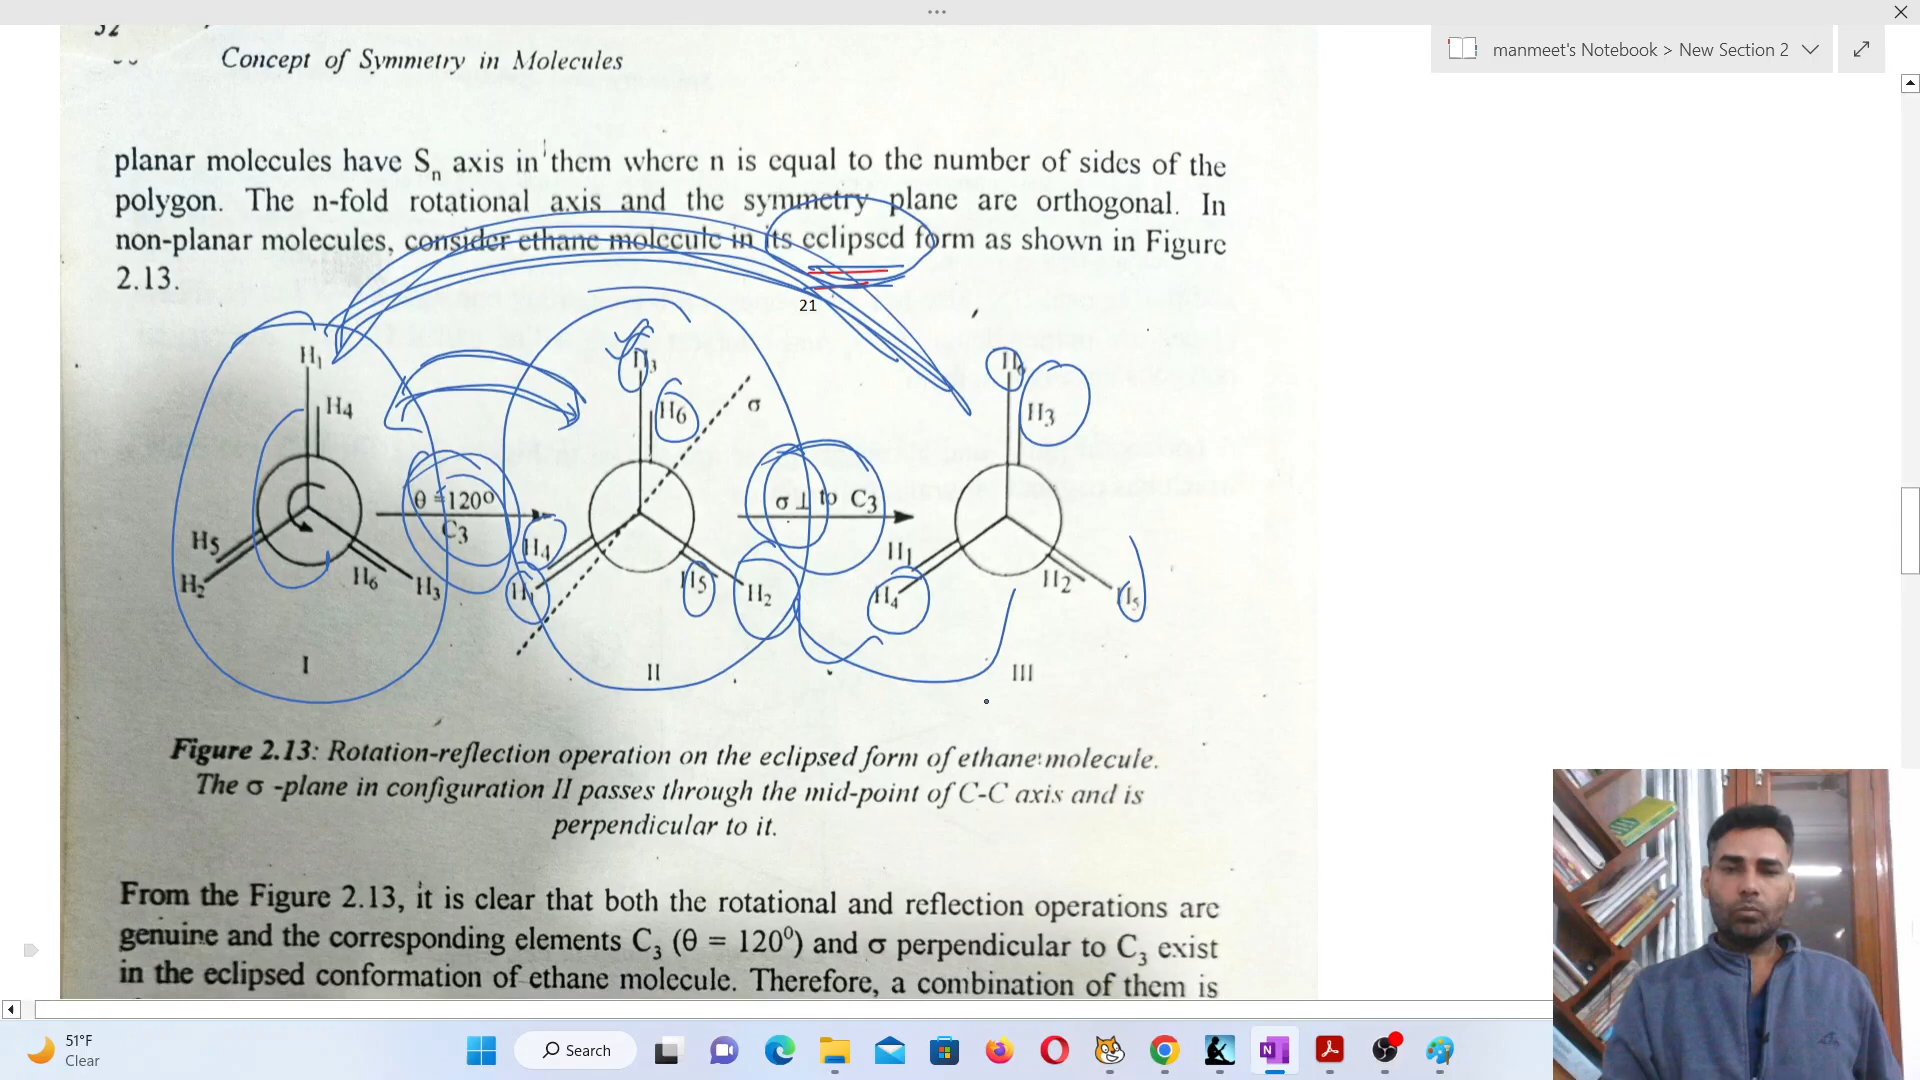 manmeet's Notebook > New Section 2
Concept of Symmetry in Molecules
planar molecules have Sn axis in them where n is equal to the number of sides of the
polygon. The n-fold rotational axis and the symmetry plane are orthogonal. In
non-planar molecules, consider ethane molecule in its eclipsed form as shown in Figure
2.13.
21
H1
H4
H5
H2
H6
H3
I
θ = 120⁰
C3
H3
H6
σ
H4
H5
H2
II
σ ⊥ to C3
H3
H1
H4
H2
H5
III
Figure 2.13: Rotation-reflection operation on the eclipsed form of ethane molecule.
The σ -plane in configuration II passes through the mid-point of C-C axis and is
perpendicular to it.
From the Figure 2.13, it is clear that both the rotational and reflection operations are
genuine and the corresponding elements C3 (θ = 120⁰) and σ perpendicular to C3 exist
in the eclipsed conformation of ethane molecule. Therefore, a combination of them is
51°F
Clear
Search